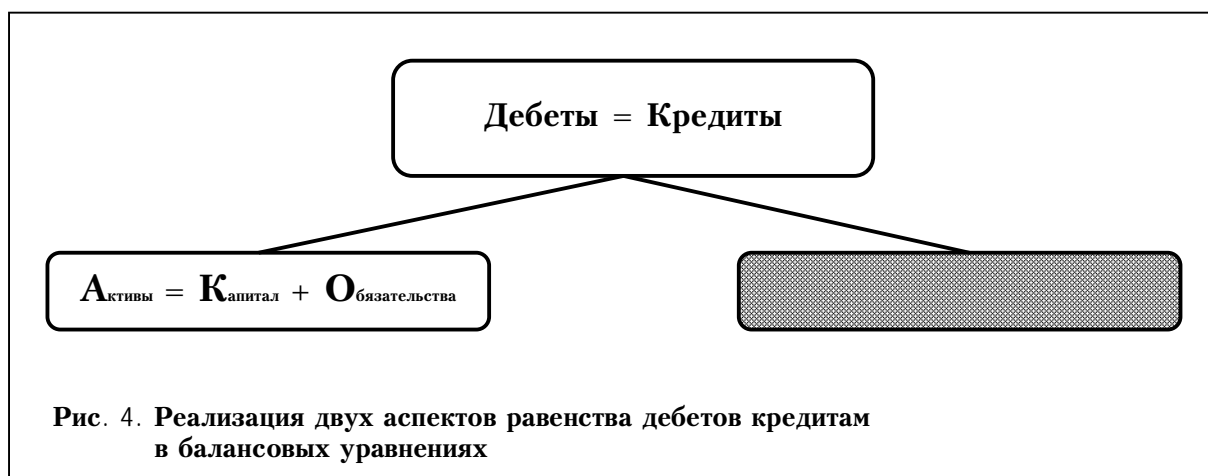 Дебеты = Кредиты
Активы = Капитал + Обязательства
Рис. 4. Реализация двух аспектов равенства дебетов кредитам
в балансовых уравнениях